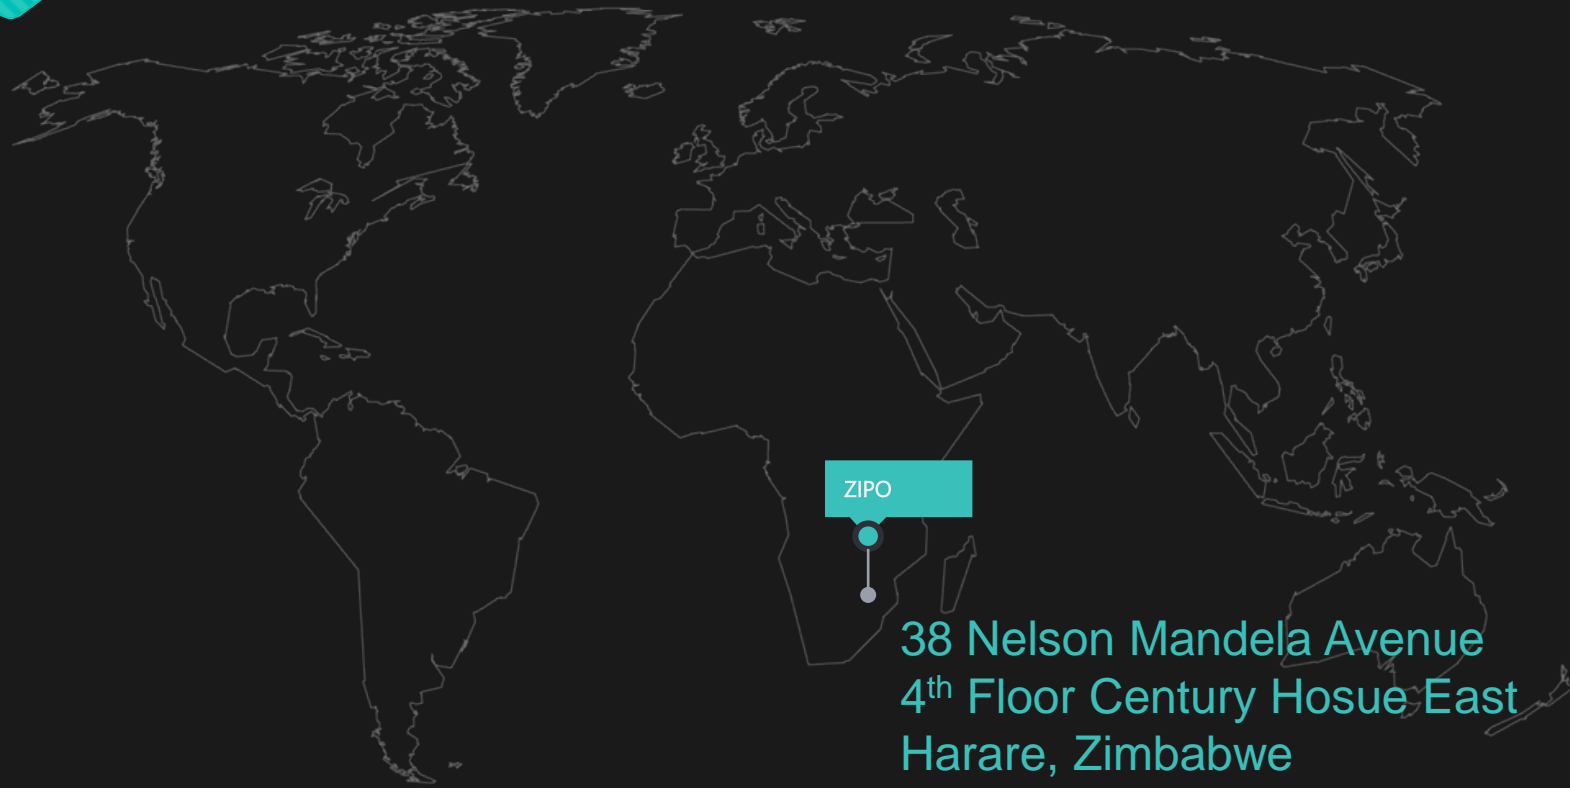 ZIPO
38 Nelson Mandela Avenue
4th Floor Century Hosue East
Harare, Zimbabwe